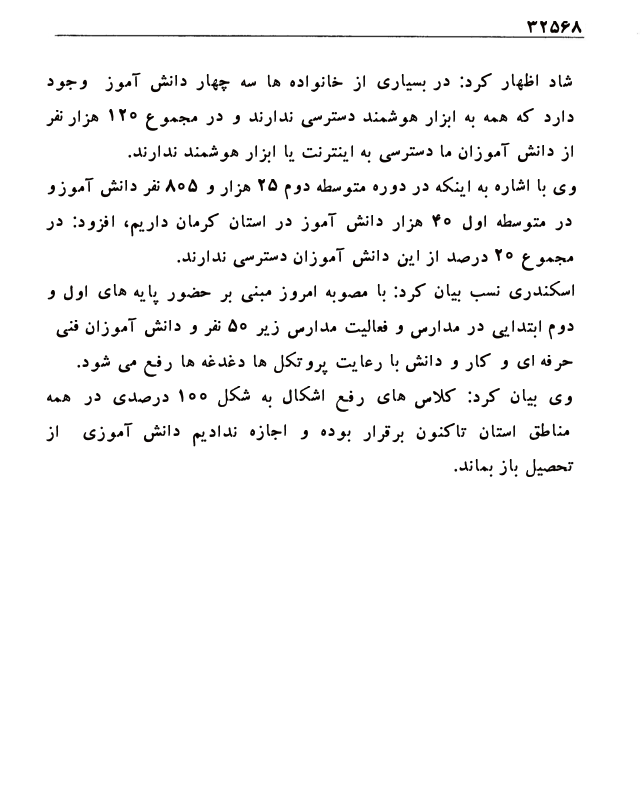 ۳۲۵۶۸
شاد اظهار کرد: در بسیاری از خانواده ها سه چهار دانش آموز وجود
دارد که همه به ابزار هوشمند دسترسی ندارند و در مجموع ۱۲۰ هزار نفر
از دانش آموزان ما دسترسی به اینترنت یا ابزار هوشمند ندارند.
وی با اشاره به اینکه در دوره متوسطه دوم ۲۵ هزار و ۸۰۵ نفر دانش آموز و
در متوسطه اول ۴۰ هزار دانش آموز در استان کرمان داریم، افزود: در
مجموع ۲۰ درصد از این دانش آموزان دسترسی ندارند.
اسکندری نسب بیان کرد: با مصوبه امروز مبنی بر حضور پایه های اول و
دوم ابتدایی در مدارس و فعالیت مدارس زیر ۵۰ نفر و دانش آموزان فنی
حرفه ای و کار و دانش با رعایت پروتکل ها دغدغه ها رفع می شود.
وی بیان کرد: کلاس های رفع اشکال به شکل ۱۰۰ درصدی در همه
مناطق استان تاکنون برقرار بوده و اجازه ندادیم دانش آموزی از
تحصیل باز بماند.